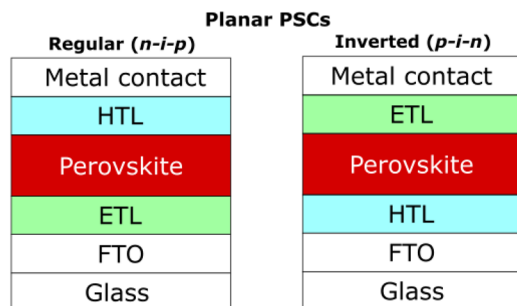 Planar PSCs
Regular (n-i-p)
Metal contact
HTL
Perovskite
ETL
FTO
Glass
Inverted (p-i-n)
Metal contact
ETL
Perovskite
HTL
FTO
Glass